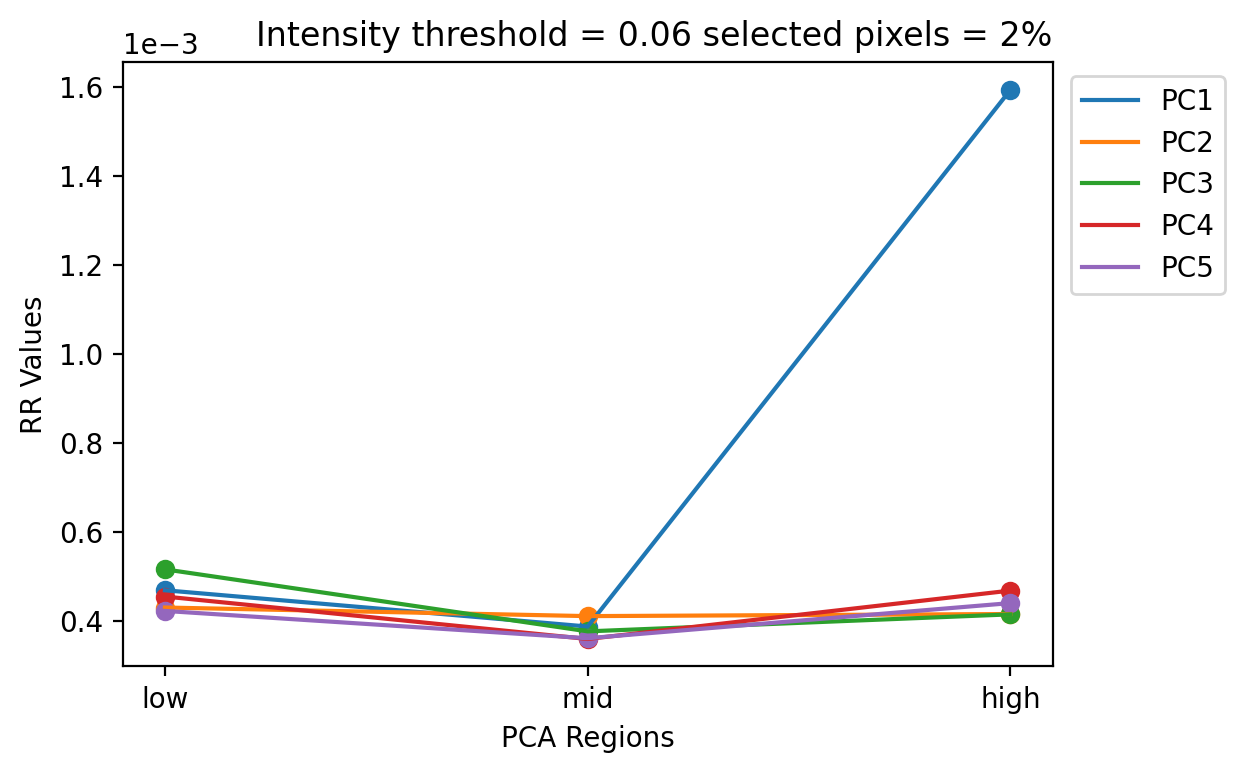 Intensity threshold = 0.06 selected pixels = 2%
1e−3
1.6
1.4
1.2
1.0
0.8
0.6
0.4
RR Values
low mid high
PCA Regions
PC1
PC2
PC3
PC4
PC5